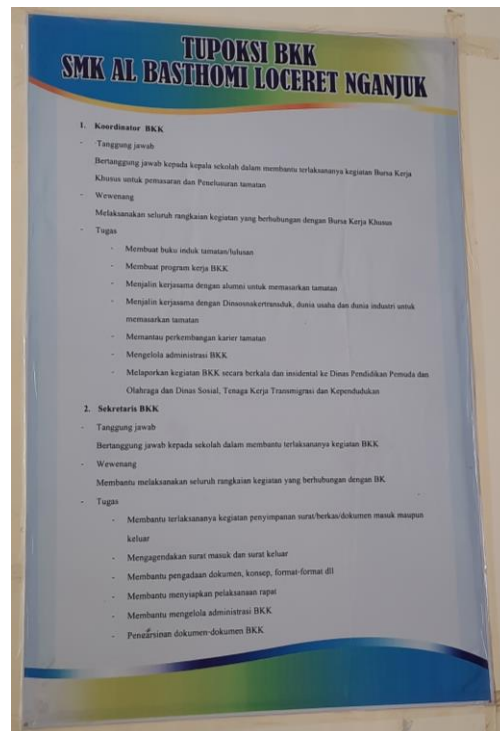 TUPOKSI BKK
SMK AL BASTHOMI LOCERET NGANJUK
1. Koordinator BKK
- Tanggung jawab
Bertanggung jawab kepada kepala sekolah dalam membantu terlaksananya kegiatan Bursa Kerja
Khusus untuk pemasaran dan Penelusuran tamatan
- Wewenang
Melaksanakan seluruh rangkaian kegiatan yang berhubungan dengan Bursa Kerja Khusus
- Tugas
- Membuat buku induk tamatan/lulusan
- Membuat program kerja BKK
- Menjalin kerjasama dengan alumni untuk memasarkan tamatan
- Menjalin kerjasama dengan Dinsosnakertransduk, dunia usaha dan dunia industri untuk
memasarkan tamatan
- Memantau perkembangan karier tamatan
- Mengelola administrasi BKK
- Melaporkan kegiatan BKK secara berkala dan insidental ke Dinas Pendidikan Pemuda dan
Olahraga dan Dinas Sosial, Tenaga Kerja Transmigrasi dan Kependudukan
2. Sekretaris BKK
- Tanggung jawab
Bertanggung jawab kepada sekolah dalam membantu terlaksananya kegiatan BKK
- Wewenang
Membantu melaksanakan seluruh rangkaian kegiatan yang berhubungan dengan BK
- Tugas
- Membantu terlaksananya kegiatan penyimpanan surat/berkas/dokumen masuk maupun
keluar
- Mengagendakan surat masuk dan surat keluar
- Membantu pengadaan dokumen, konsep, format-format dll
- Membantu menyiapkan pelaksanaan rapat
- Membantu mengelola administrasi BKK
- dokumen-dokumen BKK